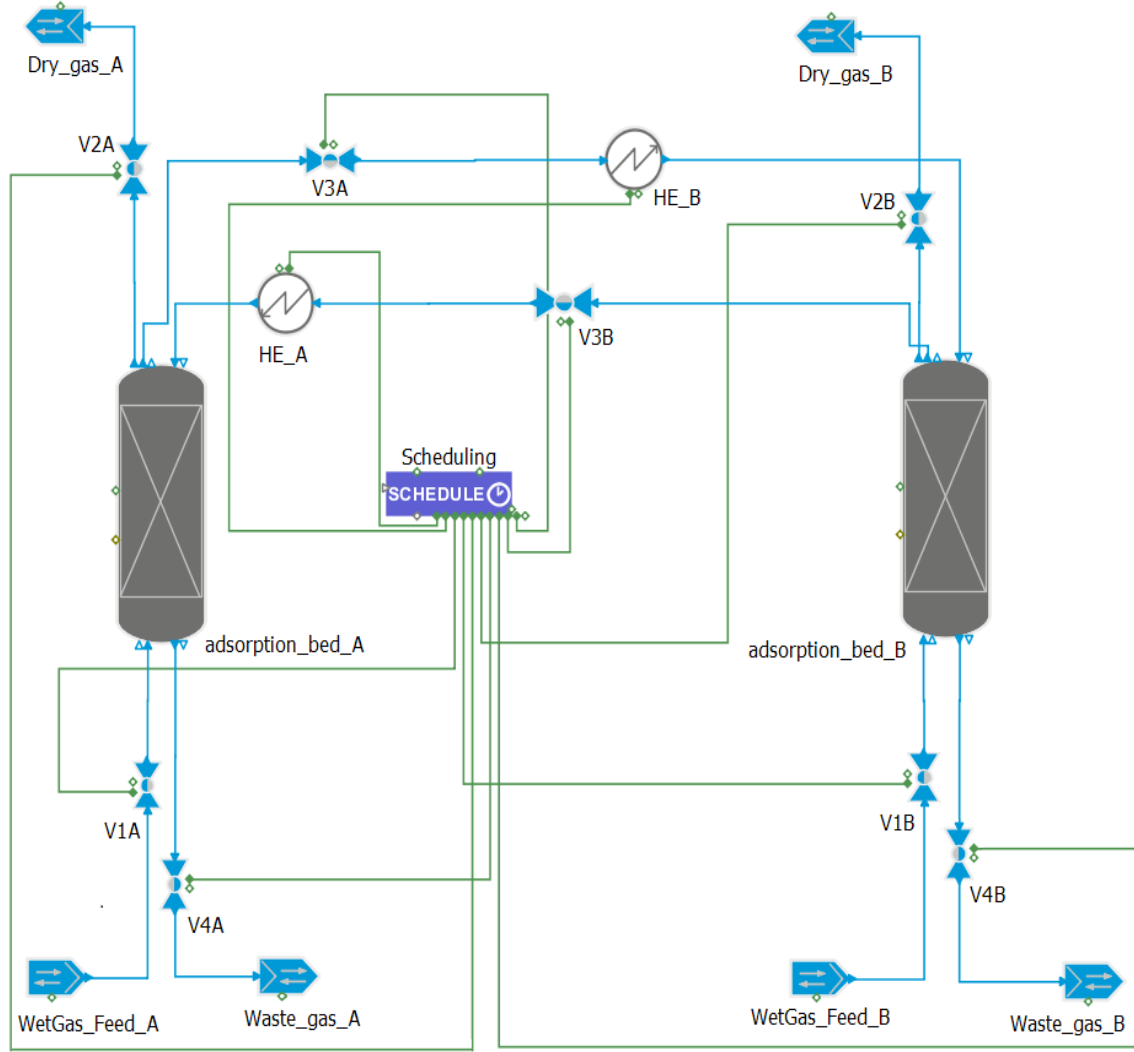 Dry_gas_A
Dry_gas_B
V2A
V3A
HE_B
V2B
HE_A
V3B
Scheduling
SCHEDULE
adsorption_bed_A
adsorption_bed_B
V1A
V1B
V4A
V4B
WetGas_Feed_A
Waste_gas_A
WetGas_Feed_B
Waste_gas_B